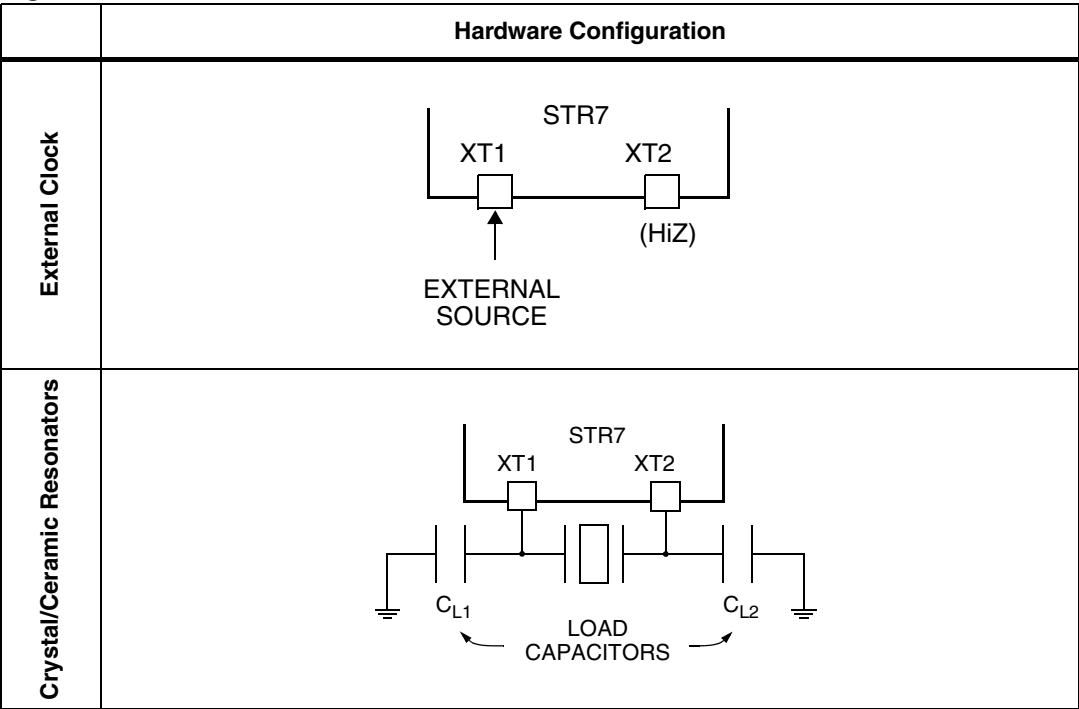 Hardware Configuration
External Clock
STR7
XT1
XT2
(HiZ)
EXTERNAL
SOURCE
Crystal/Ceramic Resonators
STR7
XT1
XT2
CL1
CL2
LOAD
CAPACITORS